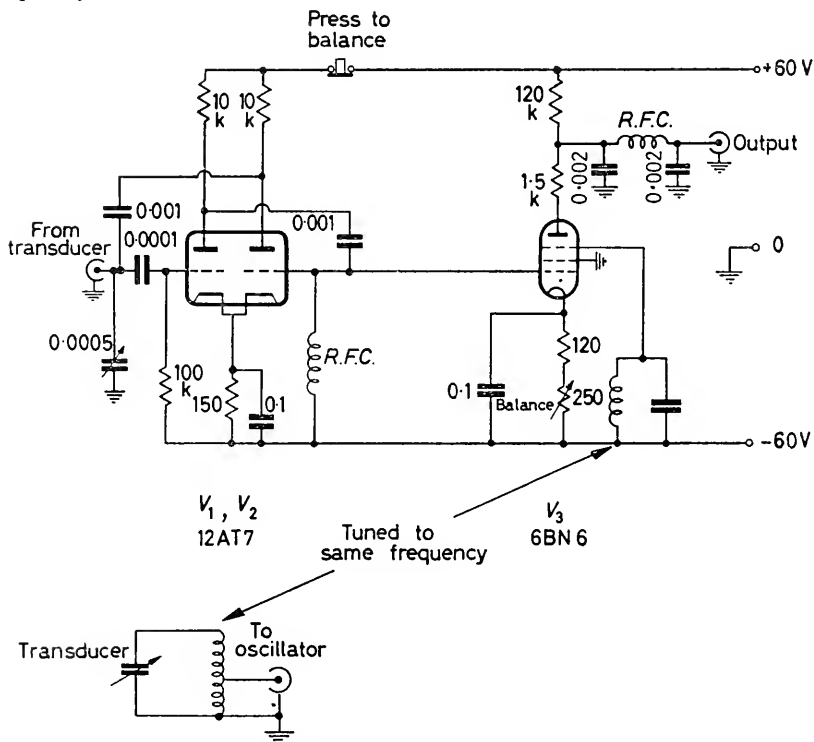 Press to
balance
+60 V
10
k
10
k
120
k
R.F.C.
Output
0·002
0·002
1·5
k
0·001
From
transducer
0·0001
0·001
0
0·0005
100
k
150
0·1
R.F.C.
0·1
120
Balance
250
-60V
V1, V2
12AT7
Tuned to
same frequency
V3
6BN6
Transducer
To
oscillator